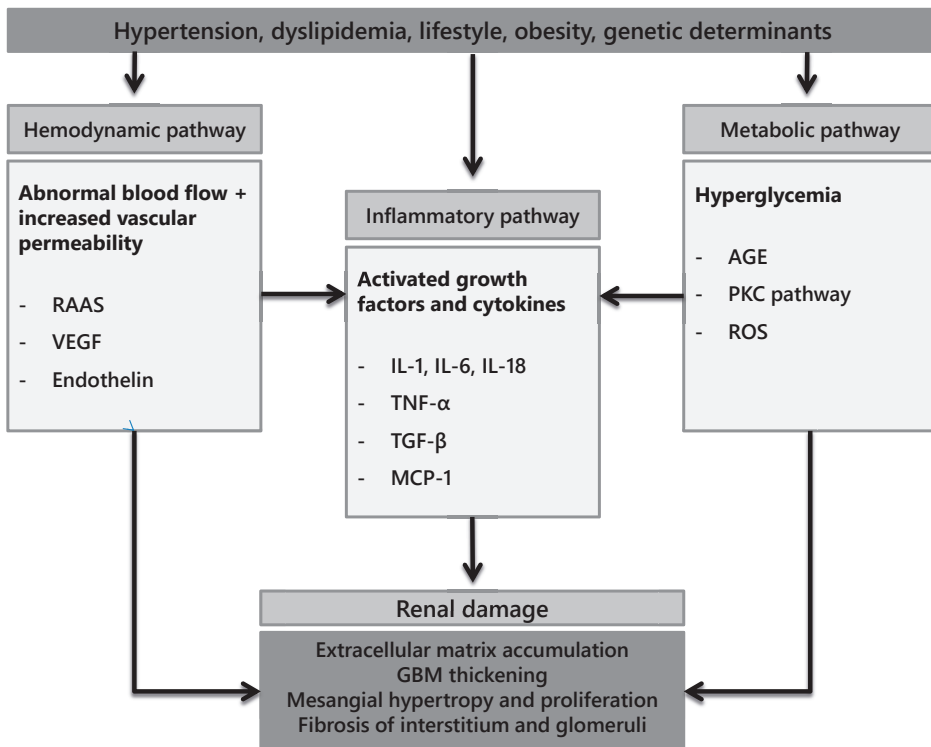 Hypertension, dyslipidemia, lifestyle, obesity, genetic determinants
Hemodynamic pathway
Abnormal blood flow +
increased vascular
permeability
- RAAS
- VEGF
- Endothelin
Inflammatory pathway
Activated growth
factors and cytokines
- IL-1, IL-6, IL-18
- TNF-α
- TGF-β
- MCP-1
Metabolic pathway
Hyperglycemia
- AGE
- PKC pathway
- ROS
Renal damage
Extracellular matrix accumulation
GBM thickening
Mesangial hypertropy and proliferation
Fibrosis of interstitium and glomeruli